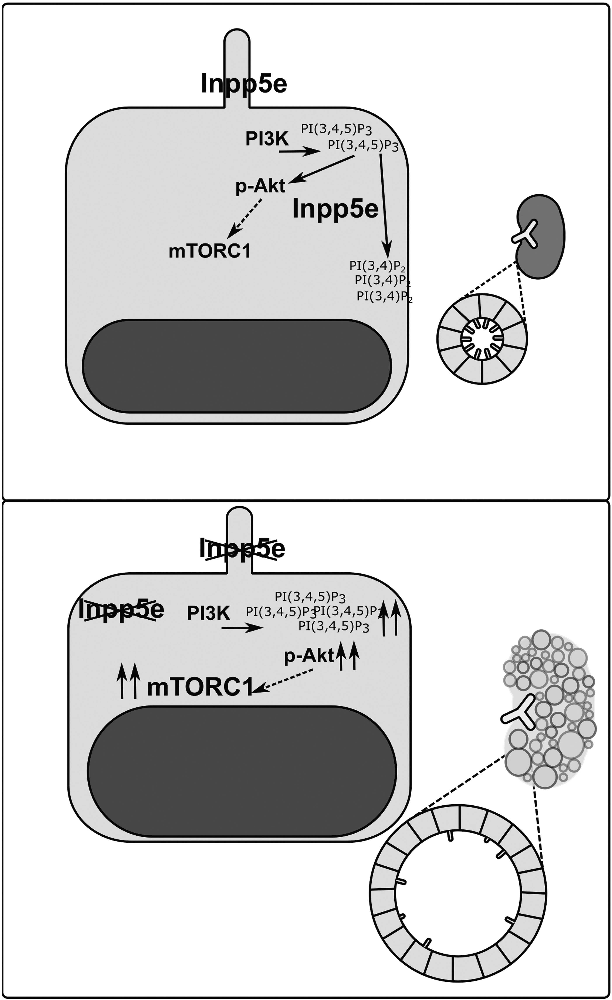 Inpp5e
PI3K
PI(3,4,5)P3
PI(3,4,5)P3
p-Akt
Inpp5e
mTORC1
PI(3,4)P2
PI(3,4)P2
PI(3,4)P2
Inpp5e
Inpp5e
PI3K
PI(3,4,5)P3
PI(3,4,5)P3
PI(3,4,5)P3
PI(3,4,5)P3
p-Akt
mTORC1